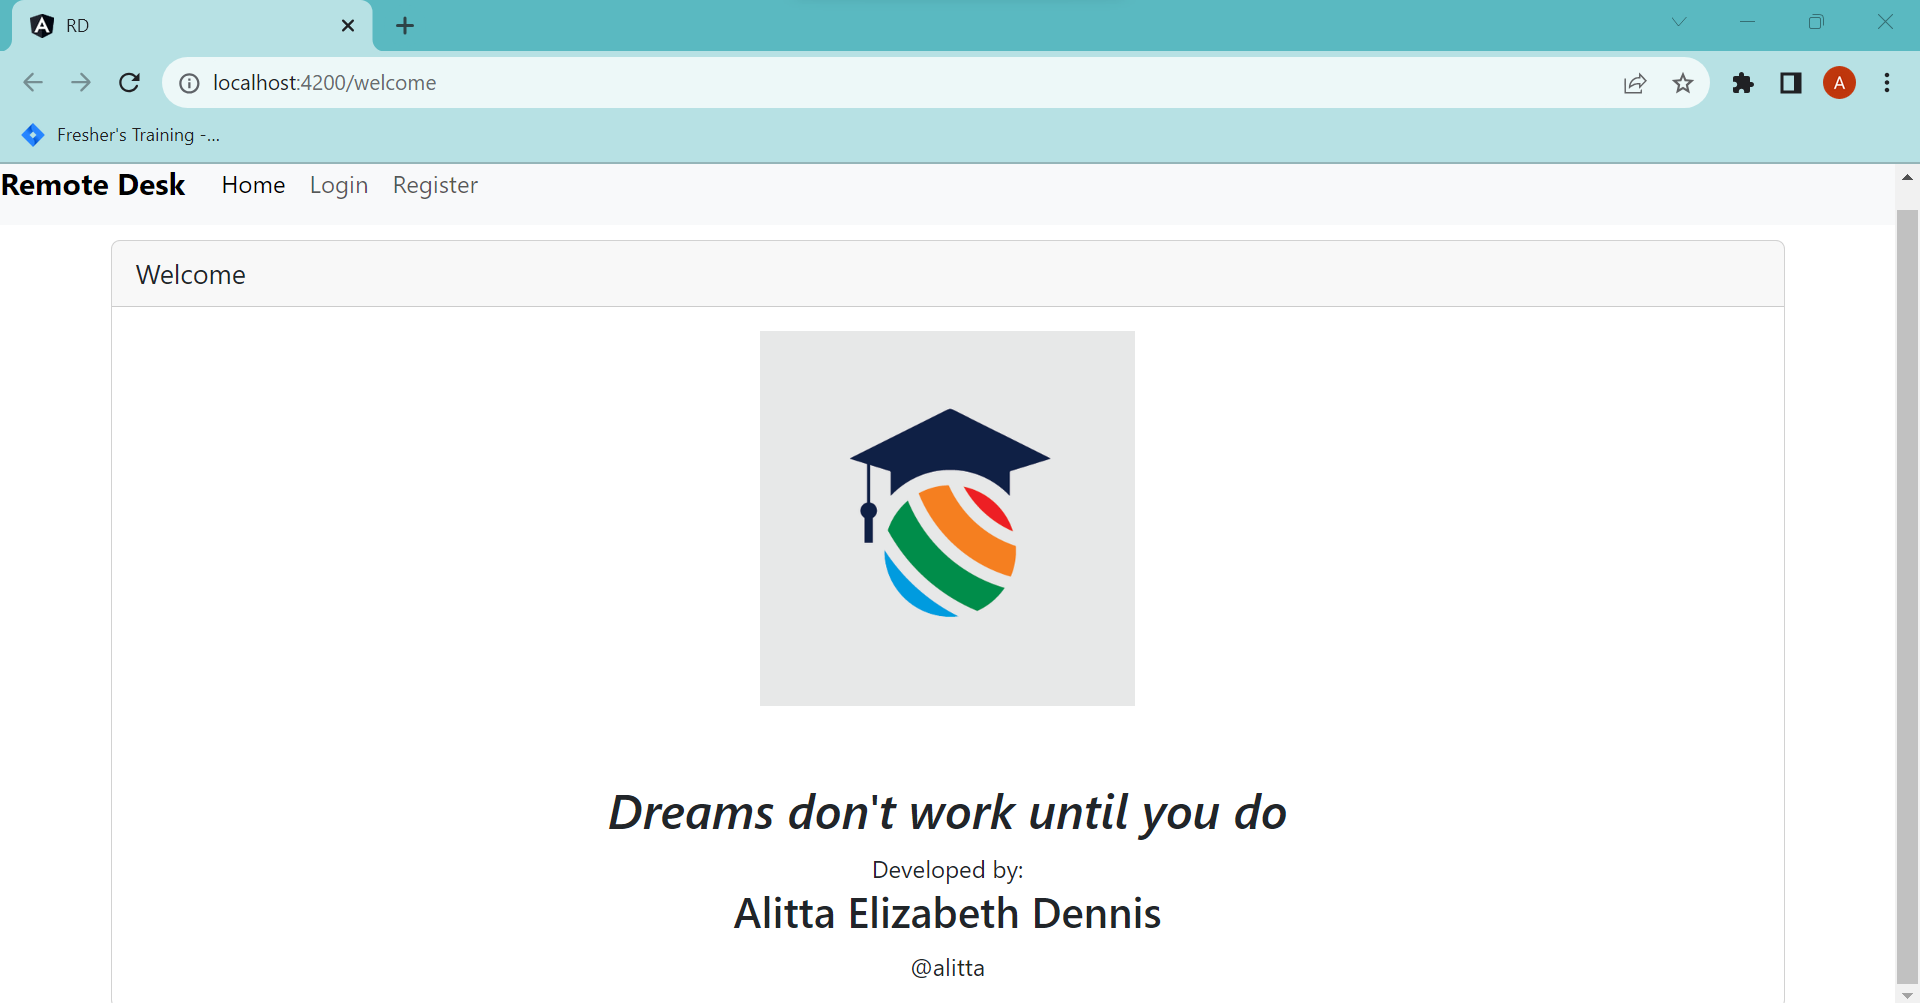 RD
localhost:4200/welcome
A
Fresher's Training -...
Remote Desk Home Login Register
Welcome
Dreams don't work until you do
Developed by:
Alitta Elizabeth Dennis
@alitta